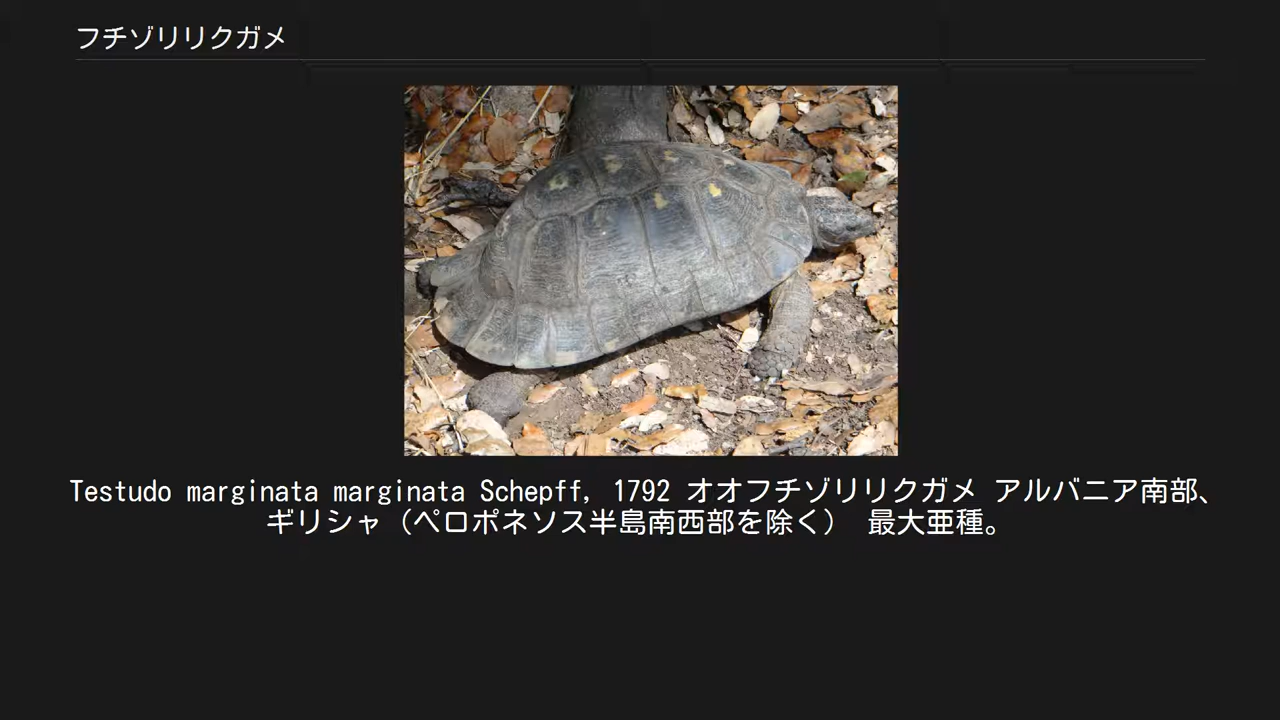 フチゾリリクガメ
Testudo marginata marginata Schepff, 1792 オオフチゾリリクガメ アルバニア南部、
ギリシャ（ペロポネソス半島南西部を除く） 最大亜種。